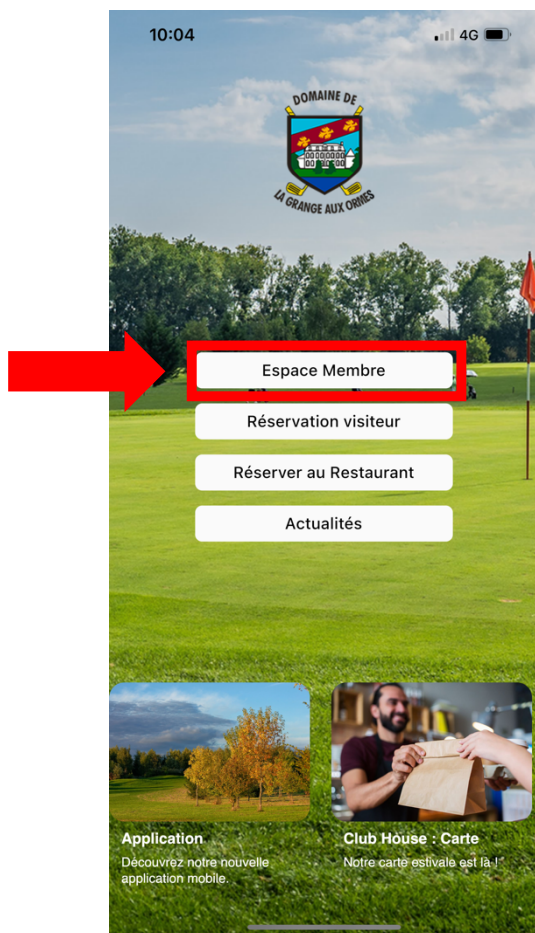 10:04
4G
DOMAINE DE
LA GRANGE AUX ORMES
Espace Membre
Réservation visiteur
Réserver au Restaurant
Actualités
Application
Découvrez notre nouvelle
application mobile.
Club House : Carte
Notre carte estivale est là !